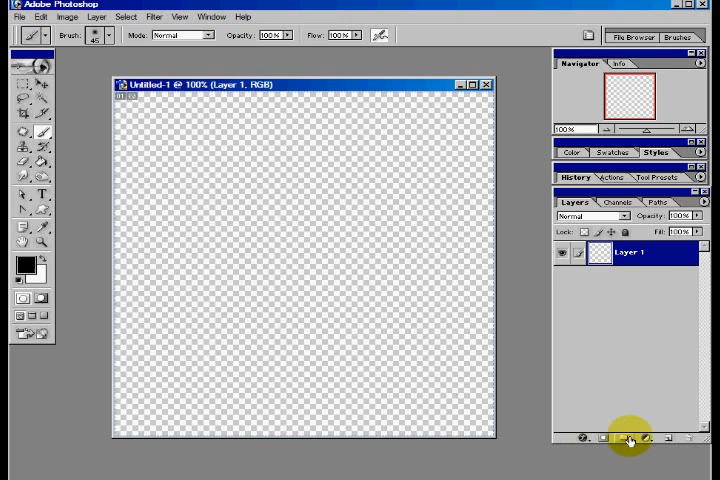 Adobe Photoshop
File Edit Image Layer Select Filter View Window Help
Brush: 45 Mode: Normal Opacity: 100% Flow: 100% File Browser Brushes
Untitled-1 @ 100% (Layer 1, RGB)
Navigator Info
100%
Color Swatches Styles
History Actions Tool Presets
Layers Channels Paths
Normal Opacity: 100%
Lock: Fill: 100%
Layer 1
T